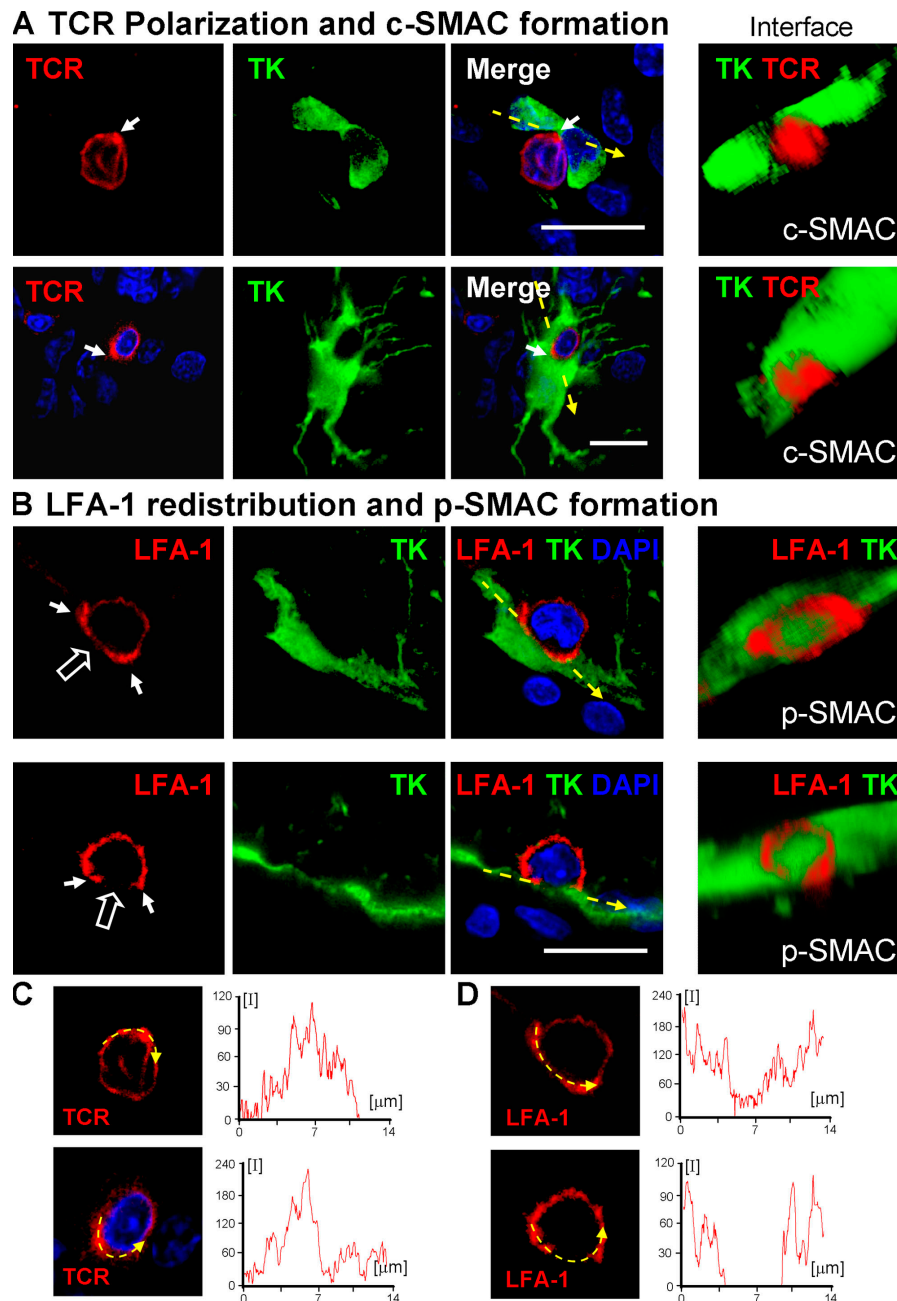 A TCR Polarization and c-SMAC formation
Interface
TCR
TK
Merge
TK TCR
c-SMAC
TCR
TK
Merge
TK TCR
c-SMAC
B LFA-1 redistribution and p-SMAC formation
LFA-1
TK
LFA-1 TK DAPI
LFA-1 TK
p-SMAC
LFA-1
TK
LFA-1 TK DAPI
LFA-1 TK
p-SMAC
C
TCR
120
90
60
30
0
[I]
[µm]
0
7
14
TCR
240
180
120
60
0
[I]
[µm]
0
7
14
D
LFA-1
240
180
120
60
0
[I]
[µm]
0
7
14
LFA-1
120
90
60
30
0
[I]
[µm]
0
7
14